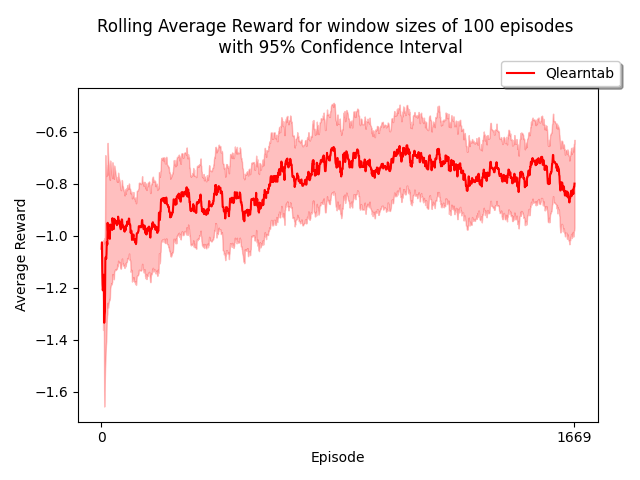 Rolling Average Reward for window sizes of 100 episodes
with 95% Confidence Interval
Qlearntab
−0.6
−0.8
−1.0
−1.2
−1.4
−1.6
Average Reward
0
1669
Episode